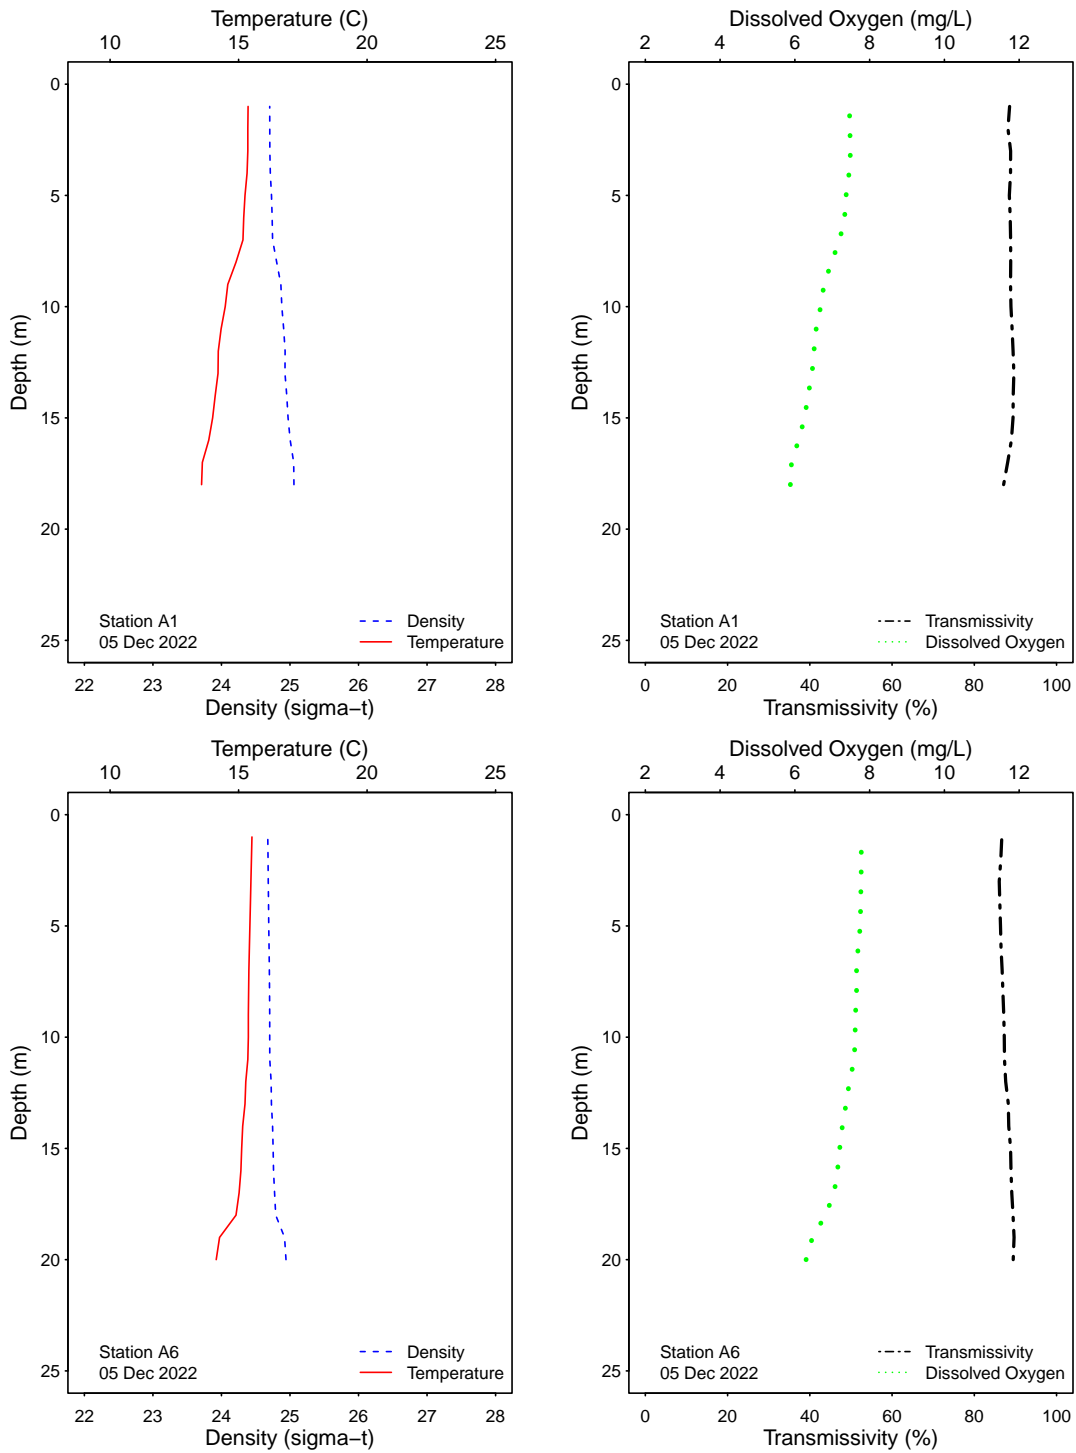 Temperature (C)
10 15 20 25
0
5
10
15
20
25
Depth (m)
Station A1
05 Dec 2022
Density
Temperature
22 23 24 25 26 27 28
Density (sigma−t)
Dissolved Oxygen (mg/L)
2 4 6 8 10 12
0
5
10
15
20
25
Depth (m)
Station A1
05 Dec 2022
Transmissivity
Dissolved Oxygen
0 20 40 60 80 100
Transmissivity (%)
Temperature (C)
10 15 20 25
0
5
10
15
20
25
Depth (m)
Station A6
05 Dec 2022
Density
Temperature
22 23 24 25 26 27 28
Density (sigma−t)
Dissolved Oxygen (mg/L)
2 4 6 8 10 12
0
5
10
15
20
25
Depth (m)
Station A6
05 Dec 2022
Transmissivity
Dissolved Oxygen
0 20 40 60 80 100
Transmissivity (%)